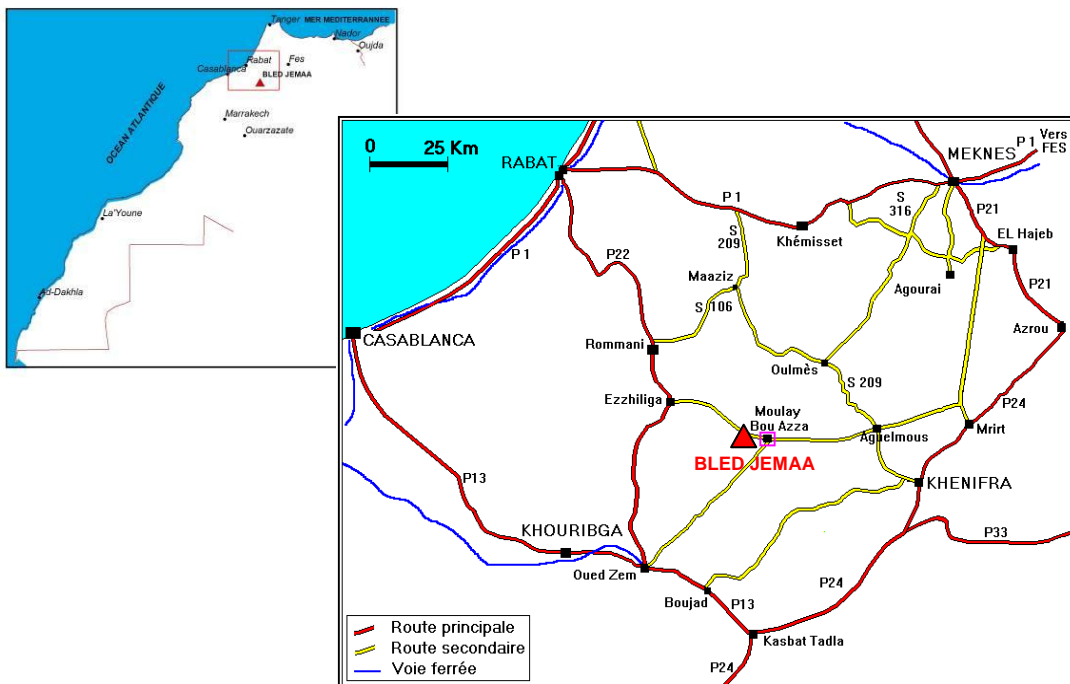 Tanger
MER MEDITERRANNEE
Nador
Oujda
Rabat
Fes
Casablanca
BLED JEMAA
OCEAN ATLANTIQUE
Marrakech
Ouarzazate
La'Youne
Ad-Dakhla
0 25 Km
RABAT
P 1
Vers
FES
MEKNES
P 1
S
316
P21
S
209
Khémisset
EL Hajeb
P 1
P22
Maaziz
Agourai
P21
S 106
Azrou
CASABLANCA
Rommani
Oulmès
S 209
Ezzhiliga
Moulay
Bou Azza
P24
Mrirt
Aguelmous
BLED JEMAA
P13
KHENIFRA
KHOURIBGA
P33
Oued Zem
P24
Boujad
P13
Kasbat Tadla
P24
Route principale
Route secondaire
Voie ferrée